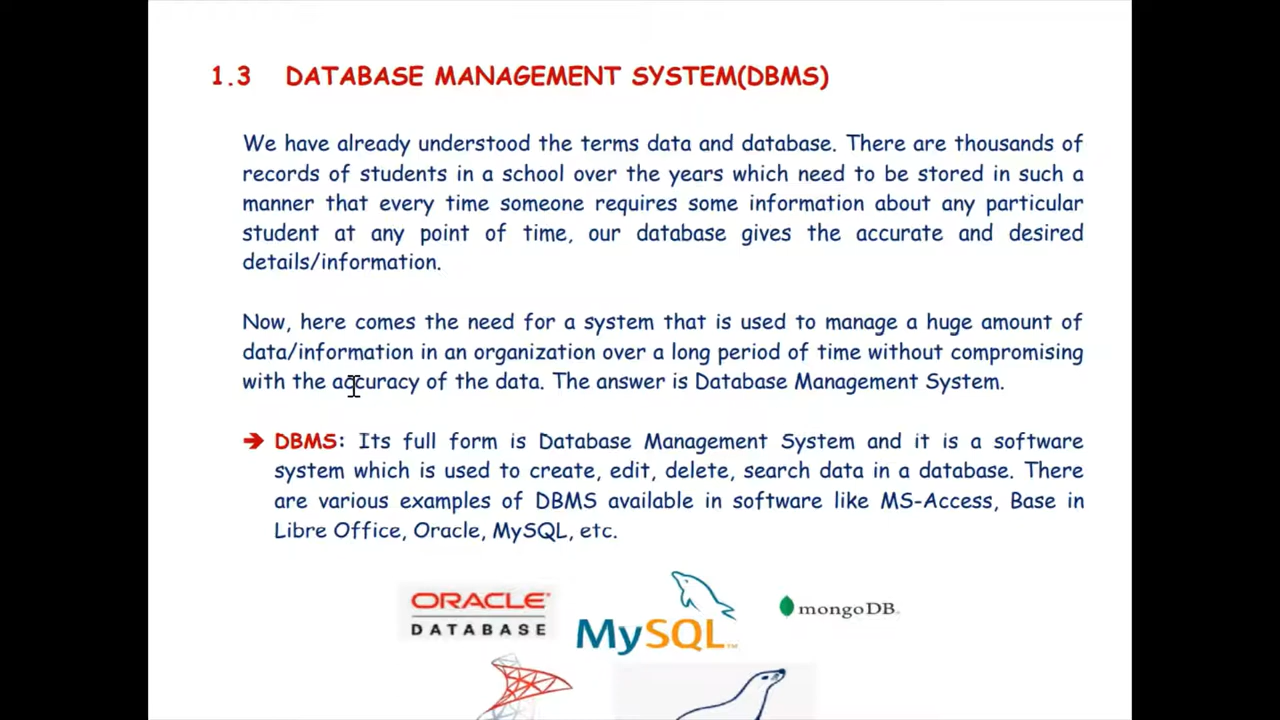 1.3 DATABASE MANAGEMENT SYSTEM(DBMS)
We have already understood the terms data and database. There are thousands of
records of students in a school over the years which need to be stored in such a
manner that every time someone requires some information about any particular
student at any point of time, our database gives the accurate and desired
details/information.
Now, here comes the need for a system that is used to manage a huge amount of
data/information in an organization over a long period of time without compromising
with the accuracy of the data. The answer is Database Management System.
➔ DBMS: Its full form is Database Management System and it is a software
system which is used to create, edit, delete, search data in a database. There
are various examples of DBMS available in software like MS-Access, Base in
Libre Office, Oracle, MySQL, etc.
ORACLE®
DATABASE
MySQL™
mongoDB.